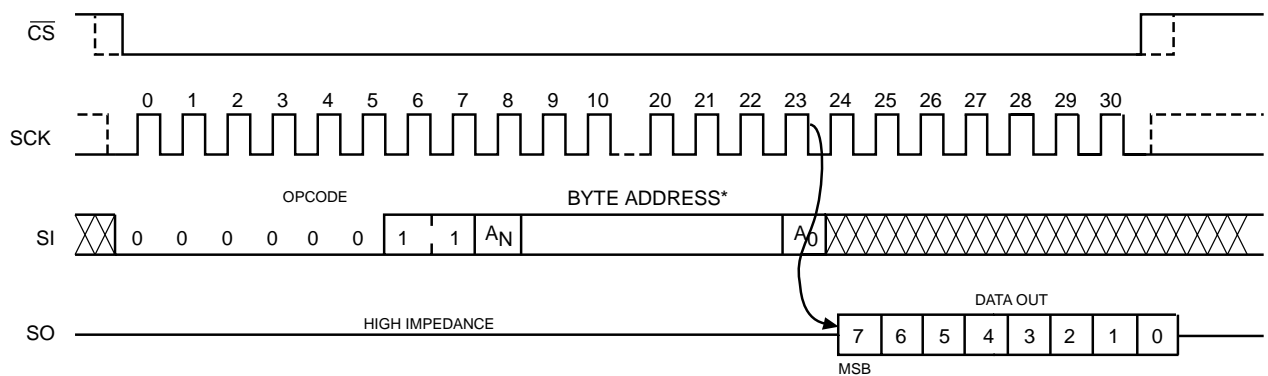 CS
0 1 2 3 4 5 6 7 8 9 10 20 21 22 23 24 25 26 27 28 29 30
SCK
OPCODE BYTE ADDRESS*
SI 0 0 0 0 0 0 1 1 AN A0
DATA OUT
SO HIGH IMPEDANCE 7 6 5 4 3 2 1 0
MSB